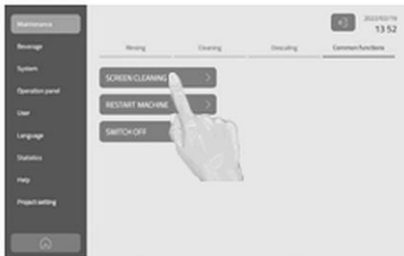 Maintenance
2022/02/19
13 52
Beverage
Rinsing
Cleaning
Descaling
Common functions
System
SCREEN CLEANING
Operation panel
RESTART MACHINE
User
SWITCH OFF
Language
Statistics
Help
Project setting